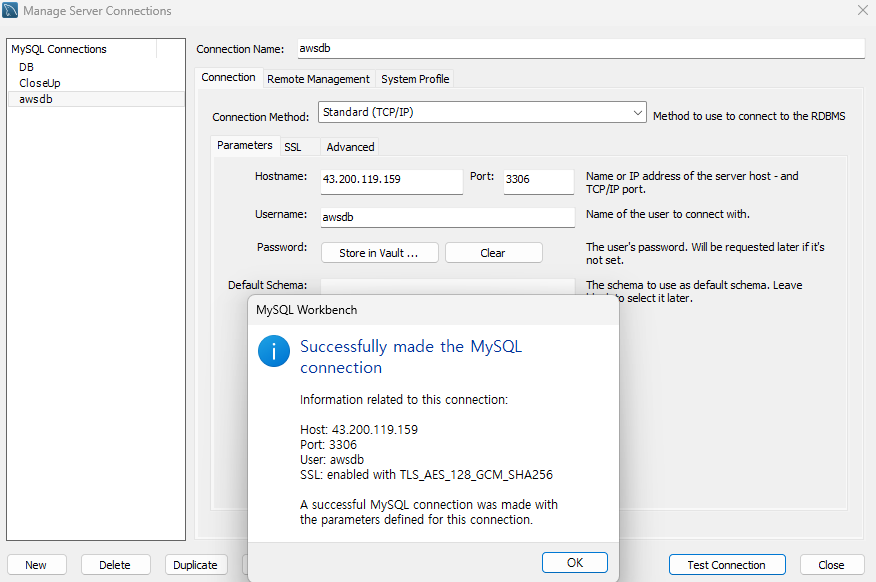 Manage Server Connections
MySQL Connections
DB
CloseUp
awsdb
Connection Name: awsdb
Connection Remote Management System Profile
Connection Method: Standard (TCP/IP) Method to use to connect to the RDBMS
Parameters SSL Advanced
Hostname: 43.200.119.159 Port: 3306 Name or IP address of the server host - and
TCP/IP port.
Username: awsdb Name of the user to connect with.
Password: Store in Vault ... Clear The user's password. Will be requested later if it's
not set.
Default Schema: The schema to use as default schema. Leave
to select it later.
MySQL Workbench
Successfully made the MySQL
connection
Information related to this connection:
Host: 43.200.119.159
Port: 3306
User: awsdb
SSL: enabled with TLS_AES_128_GCM_SHA256
A successful MySQL connection was made with
the parameters defined for this connection.
OK
New Delete Duplicate Test Connection Close